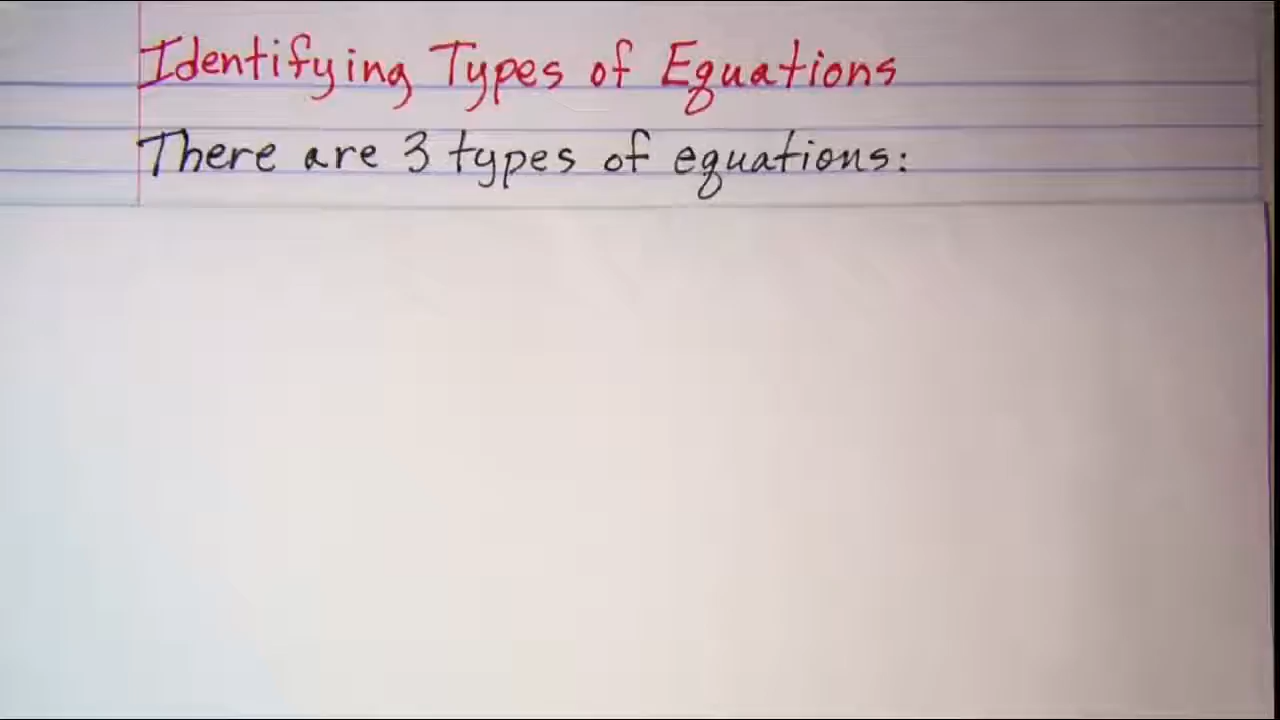 Identifying Types of Equations
There are 3 types of equations: